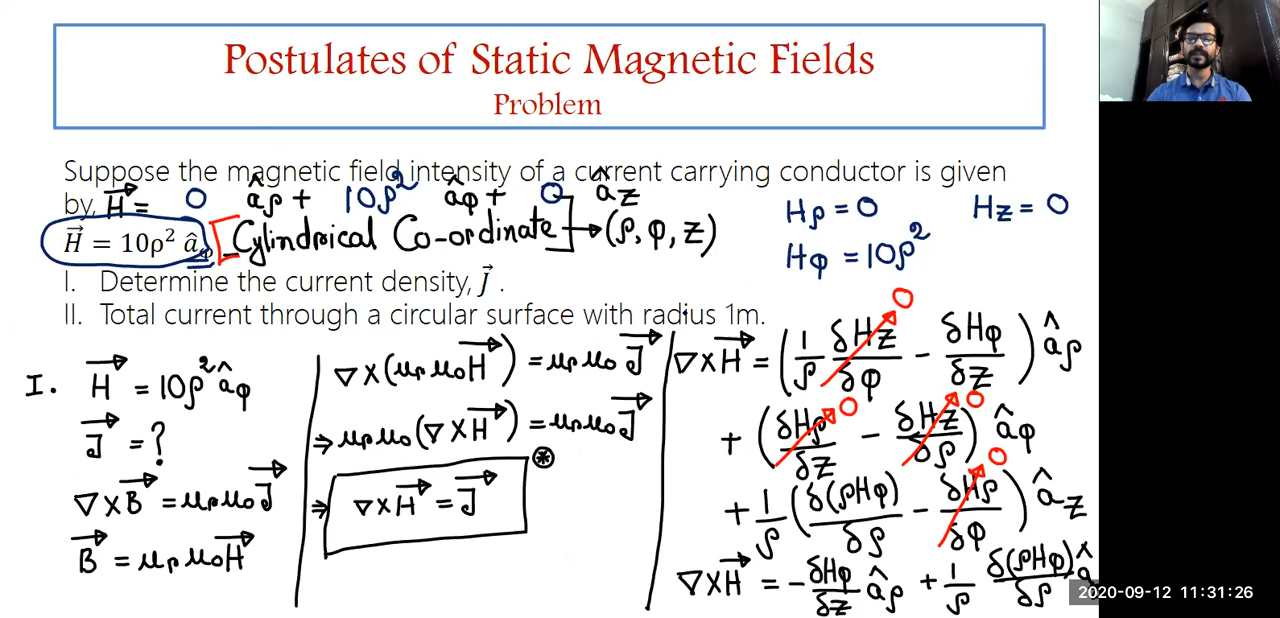 Postulates of Static Magnetic Fields
Problem
Suppose the magnetic field intensity of a current carrying conductor is given
by, H⃗ = 0 âρ + 10ρ² âφ + 0 âz
H⃗ = 10ρ² âφ [Cylindrical Co-ordinate] → (ρ, φ, z)
Hρ = 0
Hz = 0
Hφ = 10ρ²
I. Determine the current density, J⃗ .
II. Total current through a circular surface with radius 1m.
I. H⃗ = 10ρ² âφ
J⃗ = ?
∇×B⃗ = μrμ0 J⃗
B⃗ = μrμ0 H⃗
∇×(μrμ0 H⃗) = μrμ0 J⃗
⇒ μrμ0 (∇×H⃗) = μrμ0 J⃗
⊛
⇒ ∇×H⃗ = J⃗
∇×H⃗ = (1/ρ δHz/δφ → 0 − δHφ/δz) âρ
+ (δHρ/δz → 0 − δHz/δρ → 0) âφ
+ 1/ρ (δ(ρHφ)/δρ − δHρ/δφ → 0) âz
∇×H⃗ = −δHφ/δz âρ + 1/ρ δ(ρHφ)/δρ â
2020-09-12 11:31:26